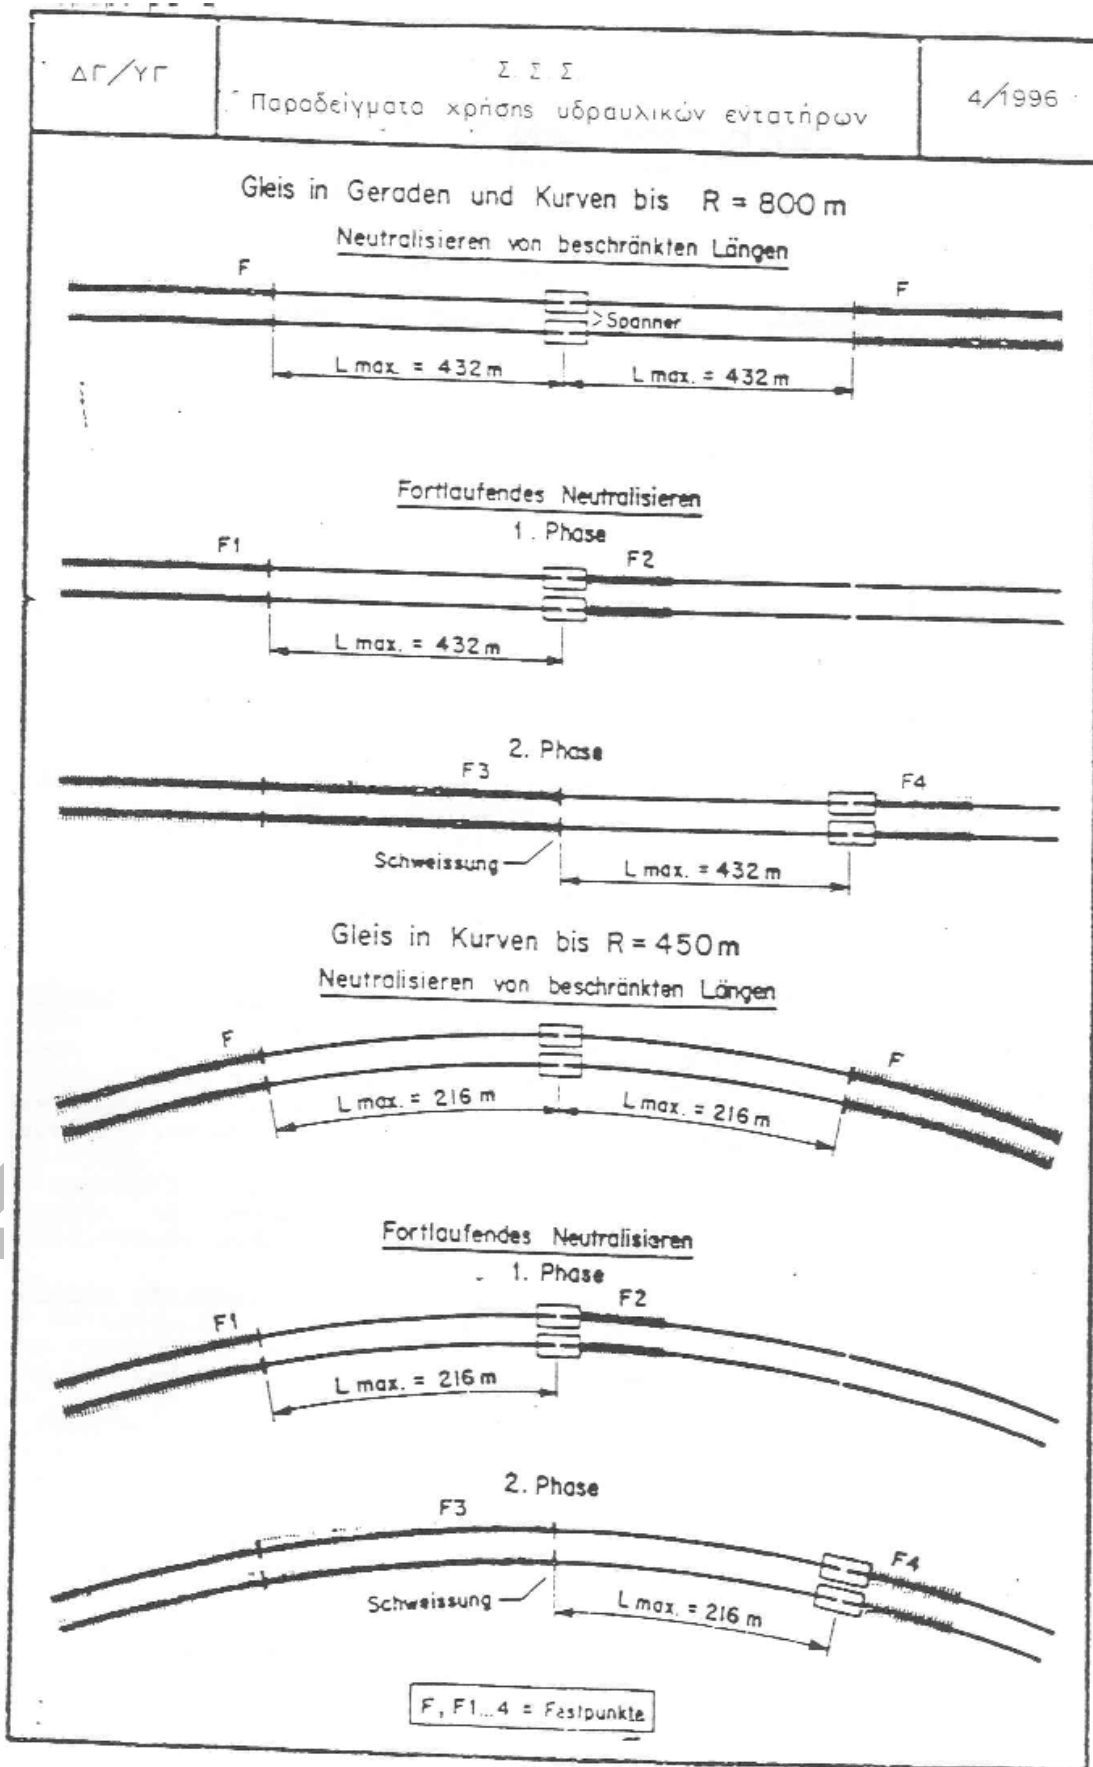 ΔΓ/ΥΓ
Σ. Σ. Σ.
Παραδείγματα χρήσης υδραυλικών εντατήρων
4/1996
Gleis in Geraden und Kurven bis R = 800 m
Neutralisieren von beschränkten Längen
F
F
>Spanner
L max. = 432 m
L max. = 432 m
Fortlaufendes Neutralisieren
1. Phase
F1
F2
L max. = 432 m
2. Phase
F3
F4
Schweissung
L max. = 432 m
Gleis in Kurven bis R = 450 m
Neutralisieren von beschränkten Längen
F
F
L max. = 216 m
L max. = 216 m
Fortlaufendes Neutralisieren
1. Phase
F1
F2
L max. = 216 m
2. Phase
F3
F4
Schweissung
L max. = 216 m
F, F1...4 = Festpunkte